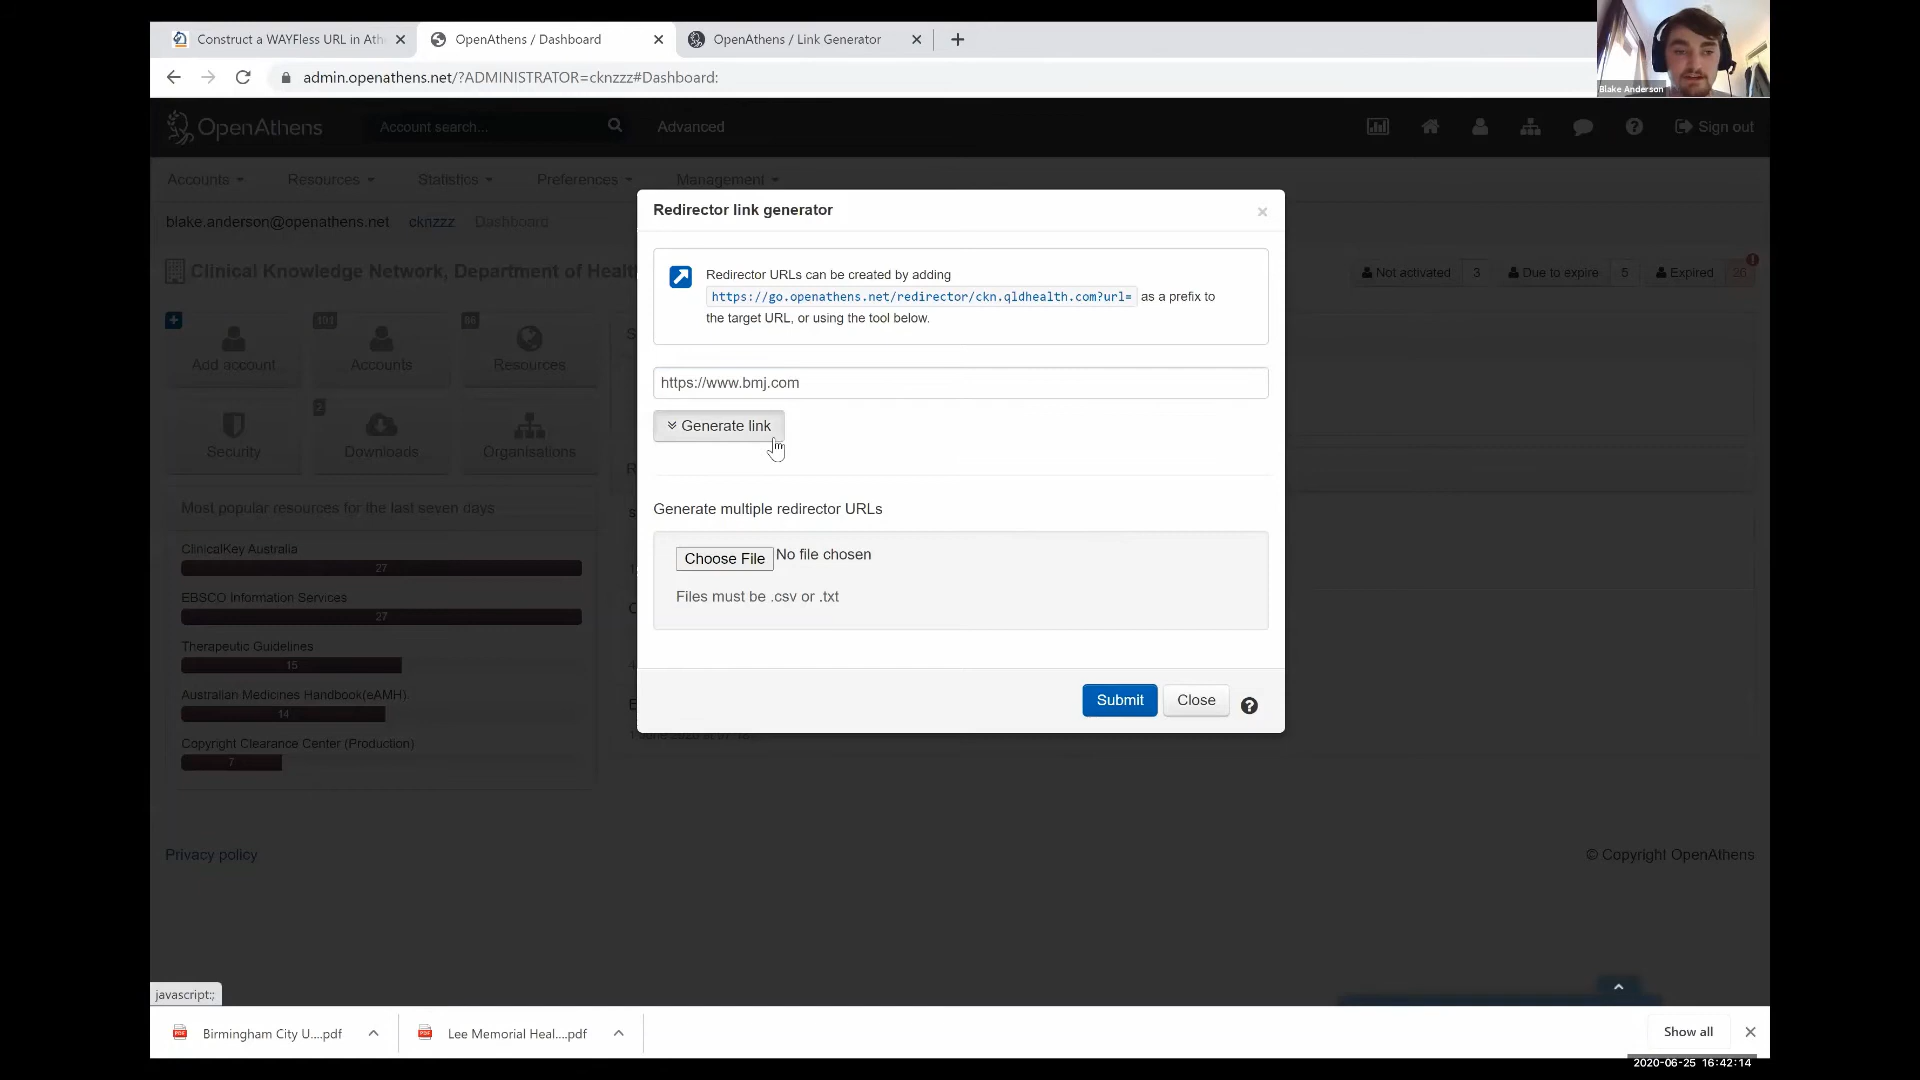 Construct a WAYFless URL in Ath
OpenAthens / Dashboard
OpenAthens / Link Generator
admin.openathens.net/?ADMINISTRATOR=cknzzz#Dashboard:
Blake Anderson
OpenAthens
Account search...
Advanced
Sign out
Accounts
Resources
Statistics
Preferences
Management
blake.anderson@openathens.net cknzzz Dashboard
Clinical Knowledge Network, Department of Healt
Not activated 3
Due to expire 5
Expired 26
Redirector link generator
Redirector URLs can be created by adding
https://go.openathens.net/redirector/ckn.qldhealth.com?url= as a prefix to
the target URL, or using the tool below.
https://www.bmj.com
Generate link
Generate multiple redirector URLs
Choose File No file chosen
Files must be .csv or .txt
Submit
Close
Add account
101
Accounts
86
Resources
Security
2
Downloads
Organisations
Most popular resources for the last seven days
ClinicalKey Australia
27
EBSCO Information Services
27
Therapeutic Guidelines
15
Australian Medicines Handbook(eAMH)
14
Copyright Clearance Center (Production)
7
Privacy policy
© Copyright OpenAthens
javascript:;
Birmingham City U....pdf
Lee Memorial Heal....pdf
Show all
2020-06-25 16:42:14